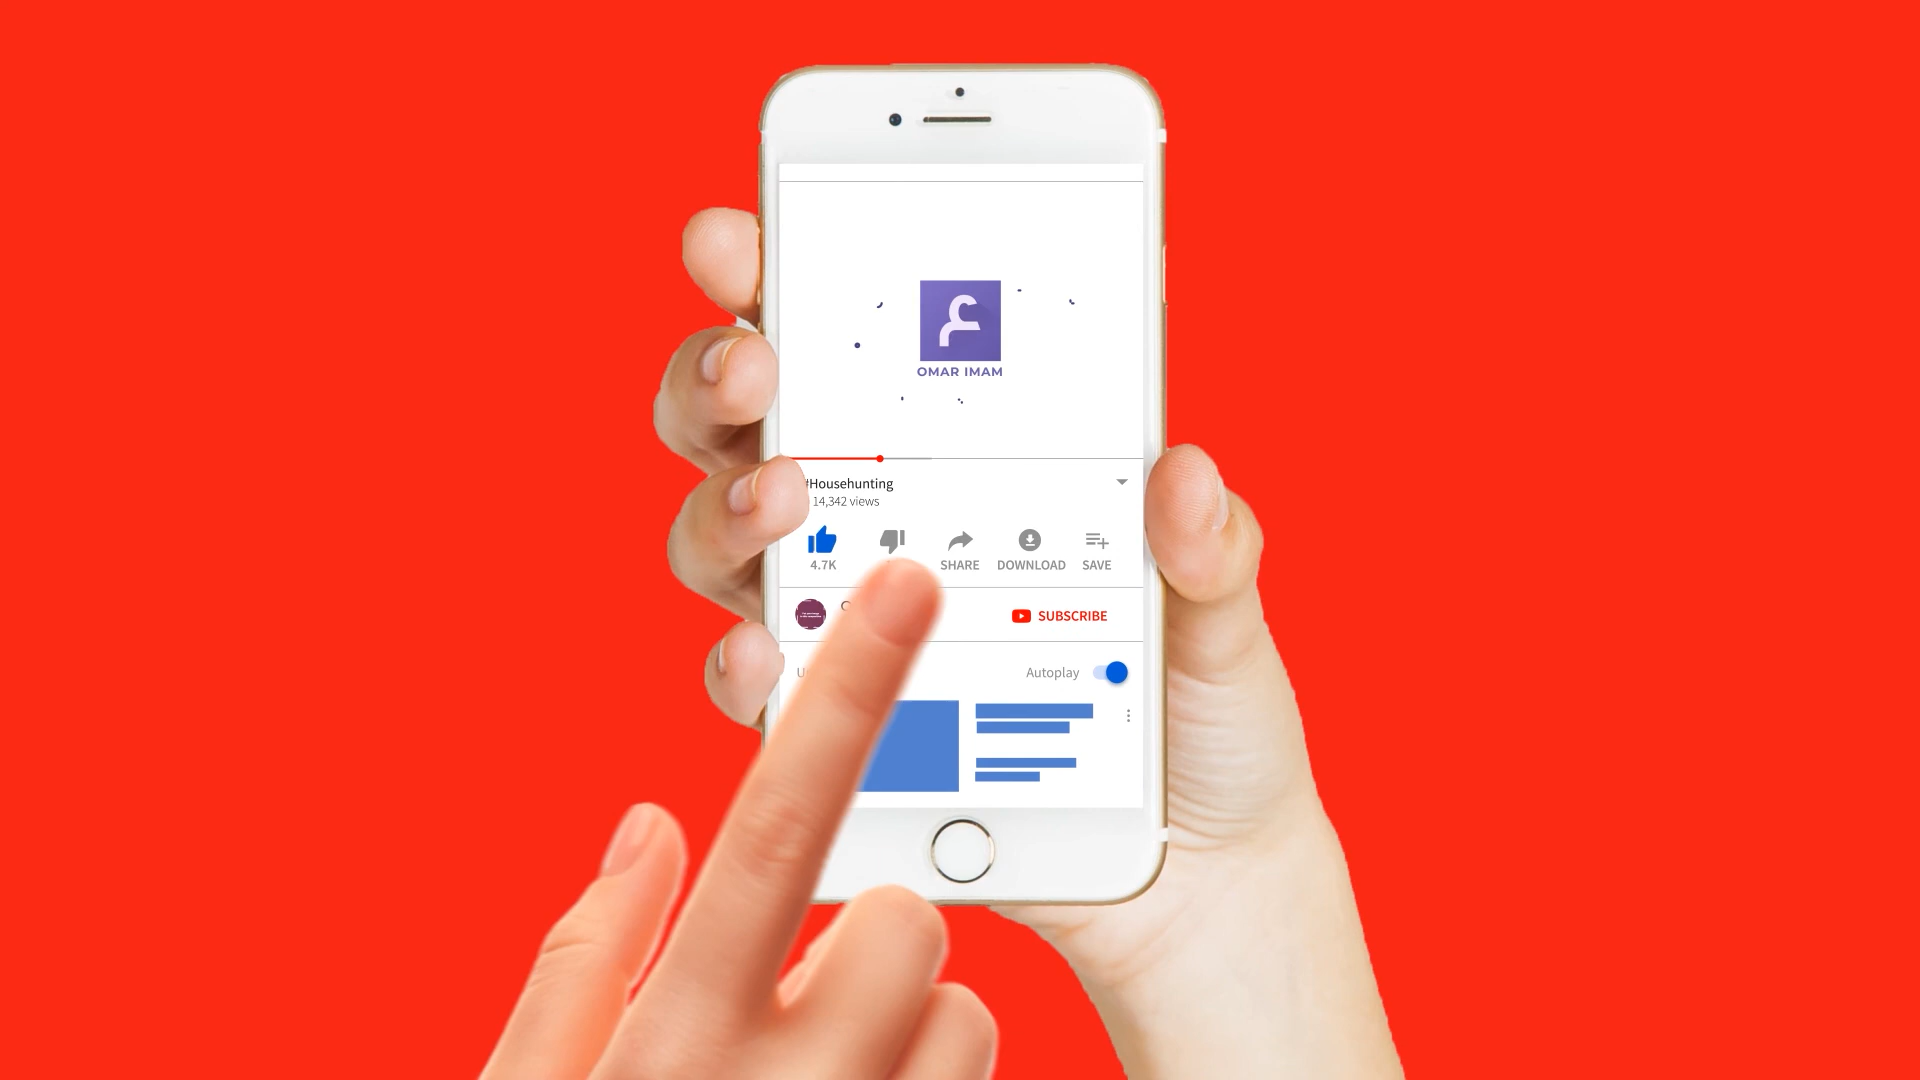 ع
OMAR IMAM
#Househunting
14,342 views
4.7K
SHARE
DOWNLOAD
SAVE
SUBSCRIBE
Autoplay